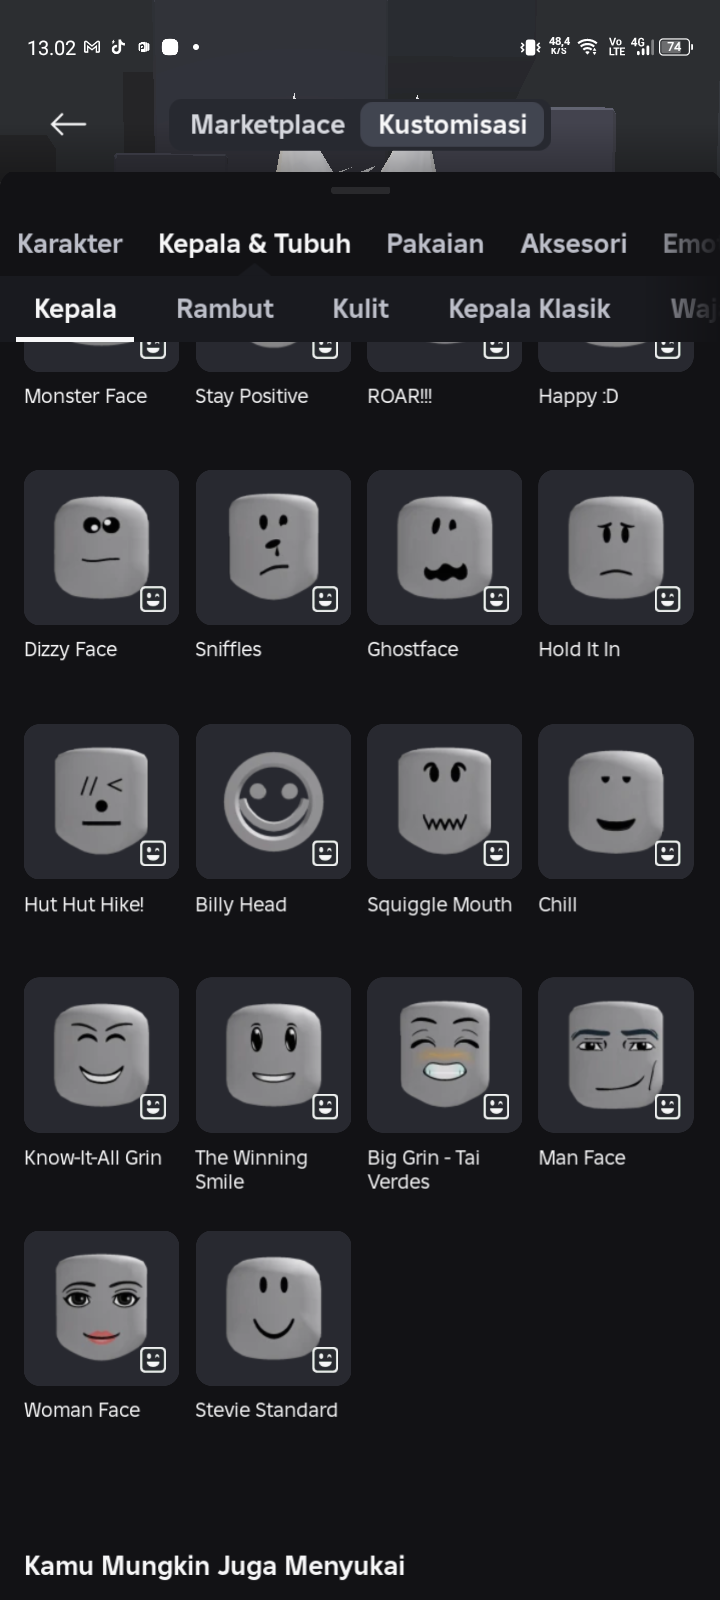 13.02
48,4
K/S
Vo
LTE
4G
74
Marketplace
Kustomisasi
Karakter
Kepala & Tubuh
Pakaian
Aksesori
Emo
Kepala
Rambut
Kulit
Kepala Klasik
Waj
Monster Face
Stay Positive
ROAR!!!
Happy :D
Dizzy Face
Sniffles
Ghostface
Hold It In
Hut Hut Hike!
Billy Head
Squiggle Mouth
Chill
Know-It-All Grin
The Winning
Smile
Big Grin - Tai
Verdes
Man Face
Woman Face
Stevie Standard
Kamu Mungkin Juga Menyukai